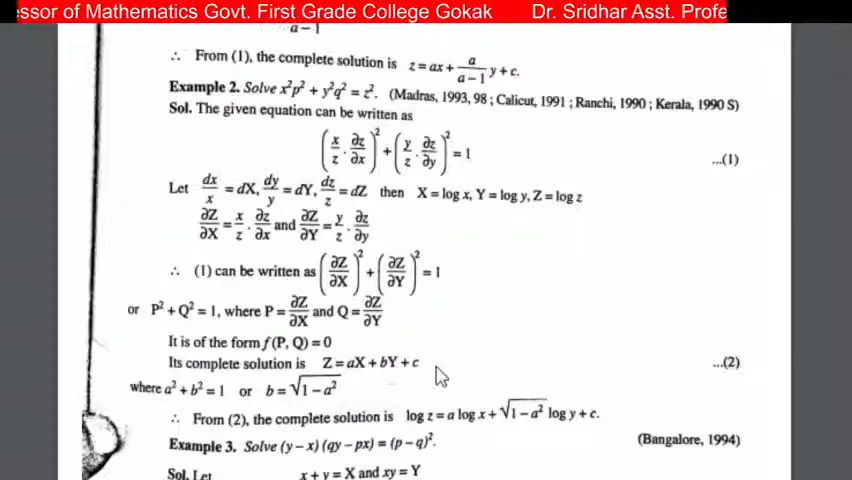 ssor of Mathematics Govt. First Grade College Gokak Dr. Sridhar Asst. Profe
a − 1
∴ From (1), the complete solution is z = ax + a/(a − 1) y + c.
Example 2. Solve x²p² + y²q² = z². (Madras, 1993, 98 ; Calicut, 1991 ; Ranchi, 1990 ; Kerala, 1990 S)
Sol. The given equation can be written as
(x/z · ∂z/∂x)² + (y/z · ∂z/∂y)² = 1 ...(1)
Let dx/x = dX, dy/y = dY, dz/z = dZ then X = log x, Y = log y, Z = log z
∂Z/∂X = x/z · ∂z/∂x and ∂Z/∂Y = y/z · ∂z/∂y
∴ (1) can be written as (∂Z/∂X)² + (∂Z/∂Y)² = 1
or P² + Q² = 1, where P = ∂Z/∂X and Q = ∂Z/∂Y
It is of the form f (P, Q) = 0
Its complete solution is Z = aX + bY + c ...(2)
where a² + b² = 1 or b = √(1 − a²)
∴ From (2), the complete solution is log z = a log x + √(1 − a²) log y + c.
Example 3. Solve (y − x) (qy − px) = (p − q)². (Bangalore, 1994)
Sol. Let x + y = X and xy = Y